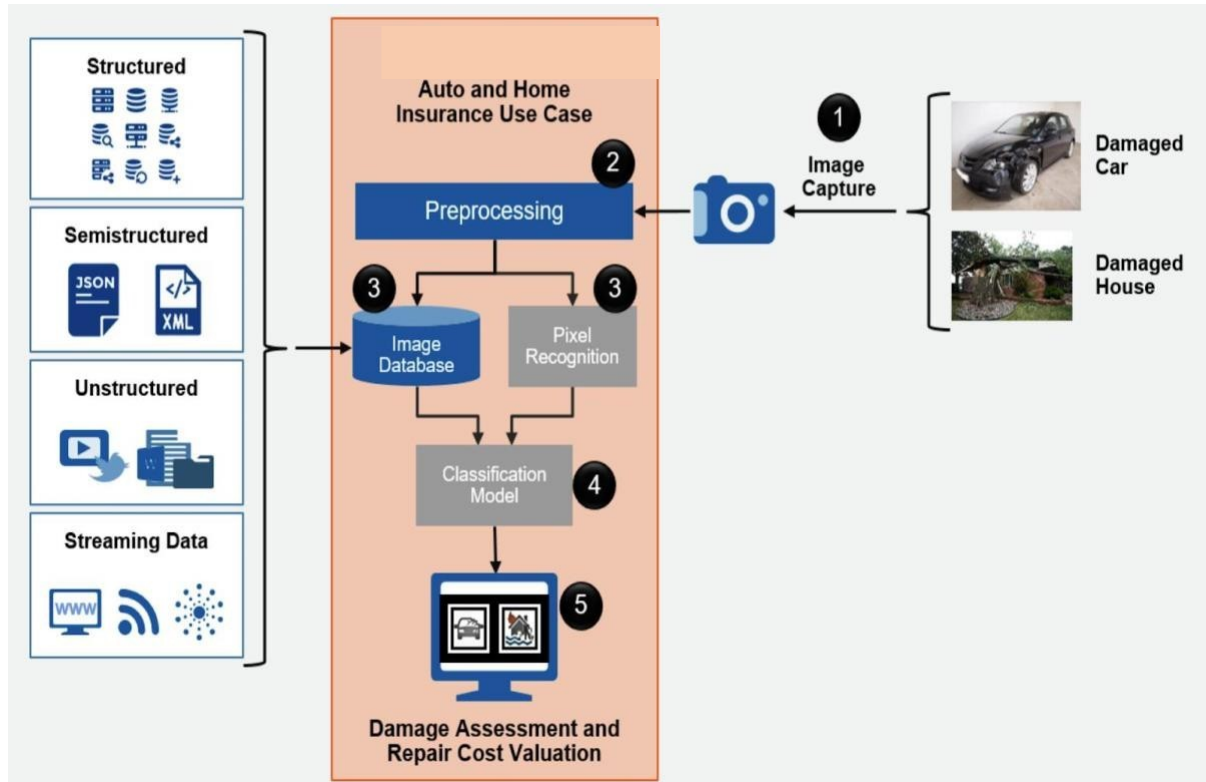 Structured
Semistructured
JSON
</>
XML
Unstructured
W
Streaming Data
WWW
Auto and Home
Insurance Use Case
2
Preprocessing
3
Image
Database
3
Pixel
Recognition
Classification
Model
4
5
Damage Assessment and
Repair Cost Valuation
1
Image
Capture
Damaged
Car
Damaged
House